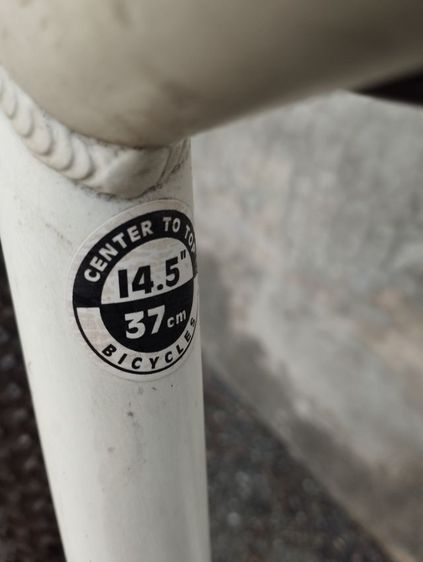 CENTER TO TOP
14.5"
37cm
BICYCLES